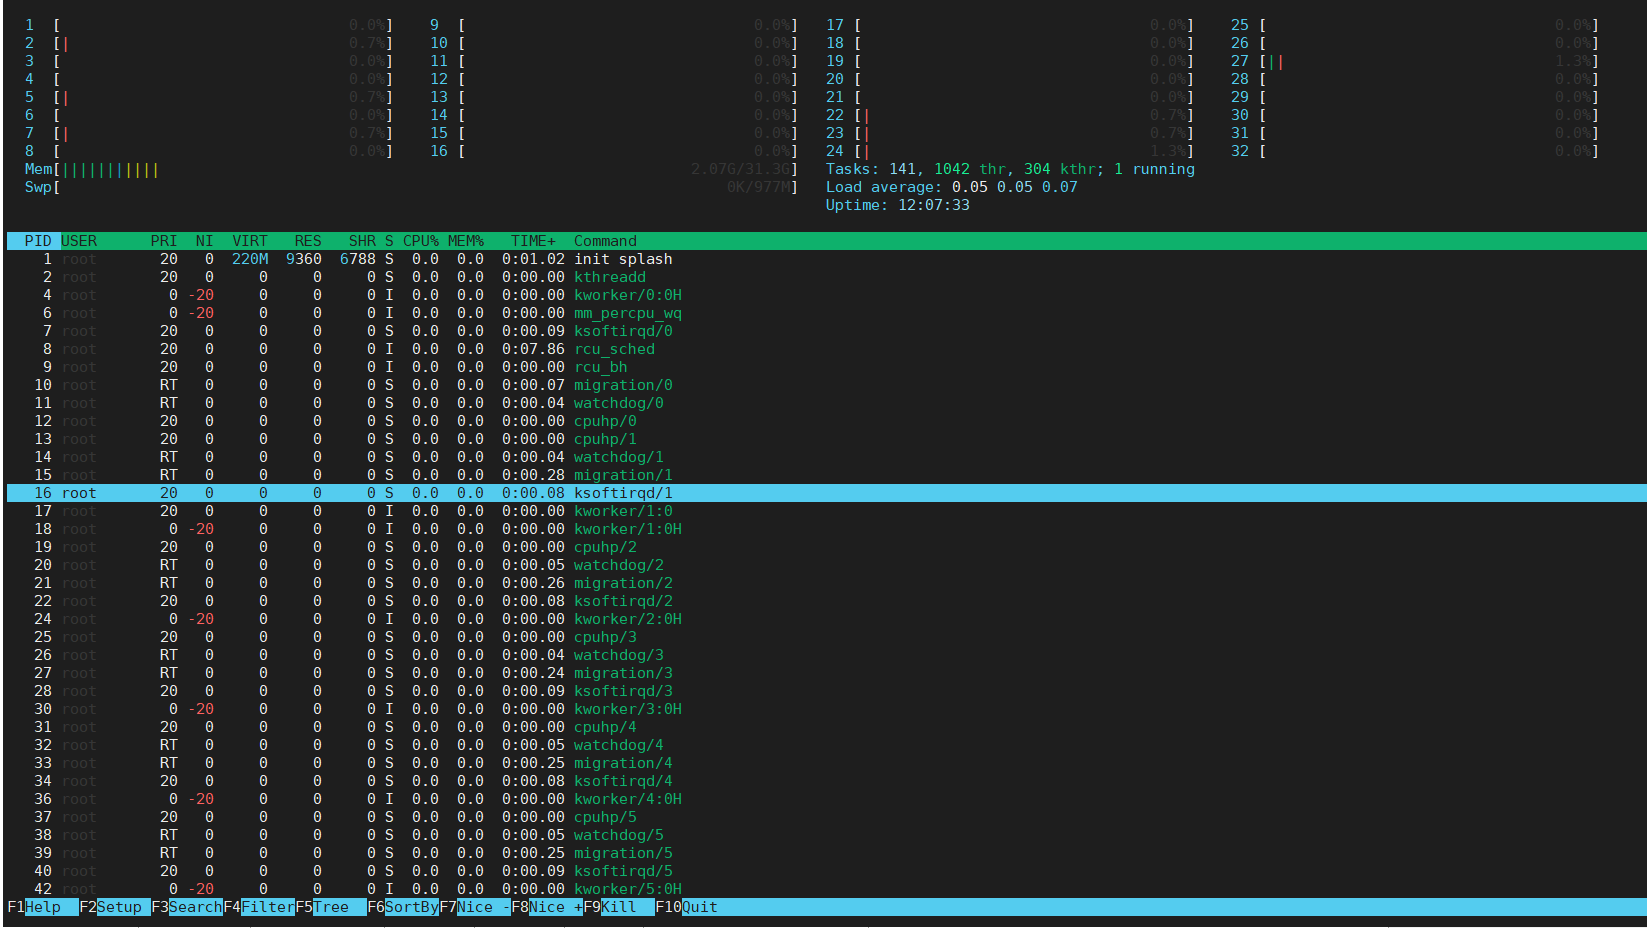 1  [ 0.0%] 9  [ 0.0%] 17 [ 0.0%] 25 [ 0.0%]
2  [| 0.7%] 10 [ 0.0%] 18 [ 0.0%] 26 [ 0.0%]
3  [ 0.0%] 11 [ 0.0%] 19 [ 0.0%] 27 [|| 1.3%]
4  [ 0.0%] 12 [ 0.0%] 20 [ 0.0%] 28 [ 0.0%]
5  [| 0.7%] 13 [ 0.0%] 21 [ 0.0%] 29 [ 0.0%]
6  [ 0.0%] 14 [ 0.0%] 22 [| 0.7%] 30 [ 0.0%]
7  [| 0.7%] 15 [ 0.0%] 23 [| 0.7%] 31 [ 0.0%]
8  [ 0.0%] 16 [ 0.0%] 24 [| 1.3%] 32 [ 0.0%]
Mem[||||||||||| 2.07G/31.3G] Tasks: 141, 1042 thr, 304 kthr; 1 running
Swp[ 0K/977M] Load average: 0.05 0.05 0.07
Uptime: 12:07:33
PID USER PRI NI VIRT RES SHR S CPU% MEM% TIME+ Command
1 root 20 0 220M 9360 6788 S 0.0 0.0 0:01.02 init splash
2 root 20 0 0 0 0 S 0.0 0.0 0:00.00 kthreadd
4 root 0 -20 0 0 0 I 0.0 0.0 0:00.00 kworker/0:0H
6 root 0 -20 0 0 0 I 0.0 0.0 0:00.00 mm_percpu_wq
7 root 20 0 0 0 0 S 0.0 0.0 0:00.09 ksoftirqd/0
8 root 20 0 0 0 0 I 0.0 0.0 0:07.86 rcu_sched
9 root 20 0 0 0 0 I 0.0 0.0 0:00.00 rcu_bh
10 root RT 0 0 0 0 S 0.0 0.0 0:00.07 migration/0
11 root RT 0 0 0 0 S 0.0 0.0 0:00.04 watchdog/0
12 root 20 0 0 0 0 S 0.0 0.0 0:00.00 cpuhp/0
13 root 20 0 0 0 0 S 0.0 0.0 0:00.00 cpuhp/1
14 root RT 0 0 0 0 S 0.0 0.0 0:00.04 watchdog/1
15 root RT 0 0 0 0 S 0.0 0.0 0:00.28 migration/1
16 root 20 0 0 0 0 S 0.0 0.0 0:00.08 ksoftirqd/1
17 root 20 0 0 0 0 I 0.0 0.0 0:00.00 kworker/1:0
18 root 0 -20 0 0 0 I 0.0 0.0 0:00.00 kworker/1:0H
19 root 20 0 0 0 0 S 0.0 0.0 0:00.00 cpuhp/2
20 root RT 0 0 0 0 S 0.0 0.0 0:00.05 watchdog/2
21 root RT 0 0 0 0 S 0.0 0.0 0:00.26 migration/2
22 root 20 0 0 0 0 S 0.0 0.0 0:00.08 ksoftirqd/2
24 root 0 -20 0 0 0 I 0.0 0.0 0:00.00 kworker/2:0H
25 root 20 0 0 0 0 S 0.0 0.0 0:00.00 cpuhp/3
26 root RT 0 0 0 0 S 0.0 0.0 0:00.04 watchdog/3
27 root RT 0 0 0 0 S 0.0 0.0 0:00.24 migration/3
28 root 20 0 0 0 0 S 0.0 0.0 0:00.09 ksoftirqd/3
30 root 0 -20 0 0 0 I 0.0 0.0 0:00.00 kworker/3:0H
31 root 20 0 0 0 0 S 0.0 0.0 0:00.00 cpuhp/4
32 root RT 0 0 0 0 S 0.0 0.0 0:00.05 watchdog/4
33 root RT 0 0 0 0 S 0.0 0.0 0:00.25 migration/4
34 root 20 0 0 0 0 S 0.0 0.0 0:00.08 ksoftirqd/4
36 root 0 -20 0 0 0 I 0.0 0.0 0:00.00 kworker/4:0H
37 root 20 0 0 0 0 S 0.0 0.0 0:00.00 cpuhp/5
38 root RT 0 0 0 0 S 0.0 0.0 0:00.05 watchdog/5
39 root RT 0 0 0 0 S 0.0 0.0 0:00.25 migration/5
40 root 20 0 0 0 0 S 0.0 0.0 0:00.09 ksoftirqd/5
42 root 0 -20 0 0 0 I 0.0 0.0 0:00.00 kworker/5:0H
F1Help F2Setup F3SearchF4FilterF5Tree F6SortByF7Nice -F8Nice +F9Kill F10Quit